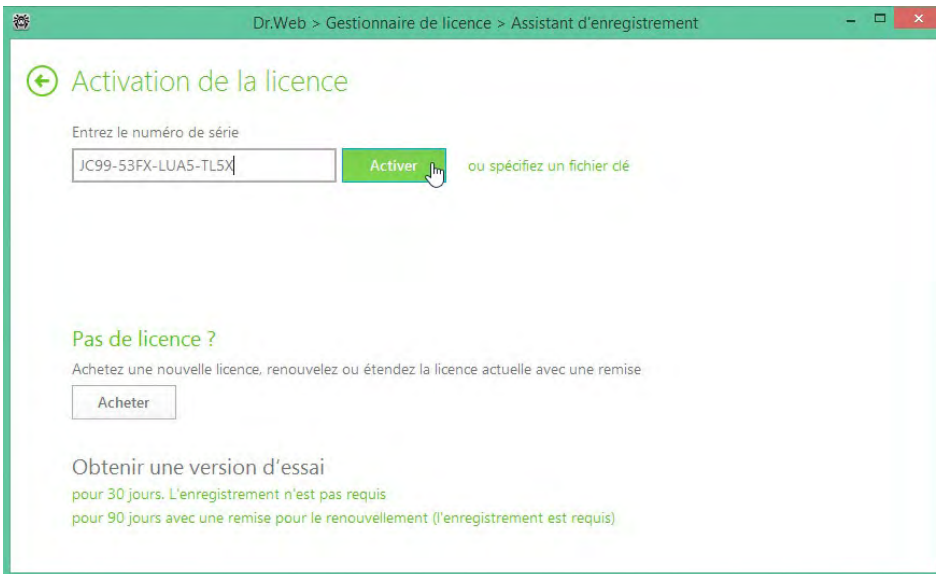 Dr.Web > Gestionnaire de licence > Assistant d'enregistrement
Activation de la licence
Entrez le numéro de série
JC99-53FX-LUA5-TL5X
Activer
ou spécifiez un fichier clé
Pas de licence ?
Achetez une nouvelle licence, renouvelez ou étendez la licence actuelle avec une remise
Acheter
Obtenir une version d'essai
pour 30 jours. L'enregistrement n'est pas requis
pour 90 jours avec une remise pour le renouvellement (l'enregistrement est requis)